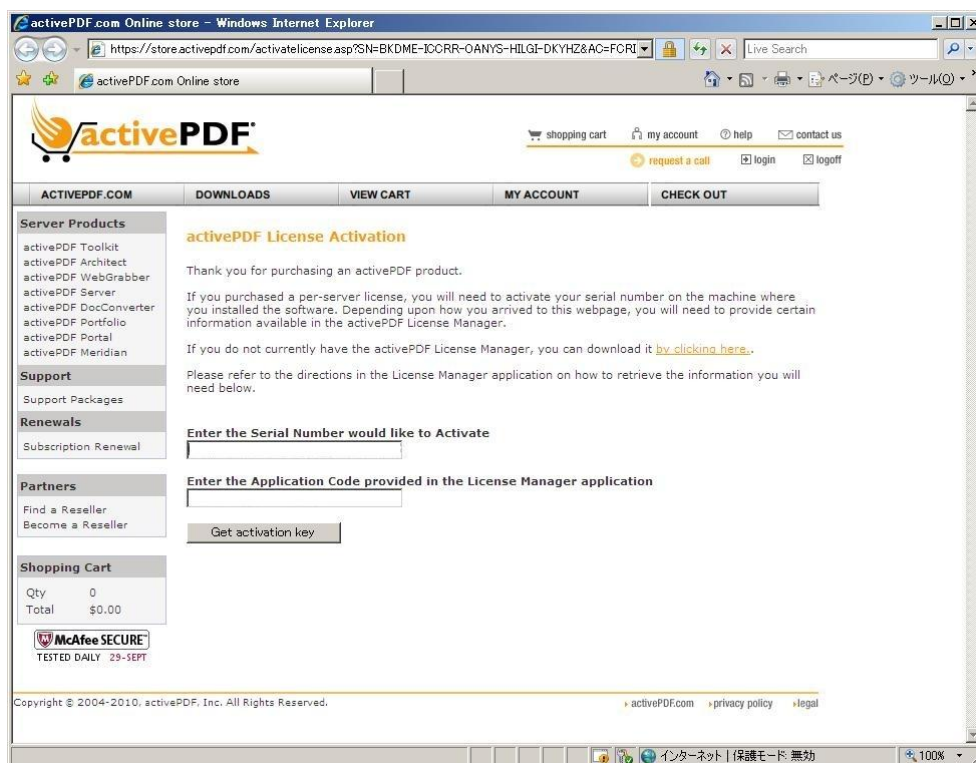 activePDF.com Online store - Windows Internet Explorer
https://store.activepdf.com/activatelicense.asp?SN=BKDME-ICCRR-OANYS-HILGI-DKYHZ&AC=FCRI
Live Search
activePDF.com Online store
ページ(P)
ツール(O)
activePDF
shopping cart
my account
help
contact us
request a call
login
logoff
ACTIVEPDF.COM
DOWNLOADS
VIEW CART
MY ACCOUNT
CHECK OUT
Server Products
activePDF Toolkit
activePDF Architect
activePDF WebGrabber
activePDF Server
activePDF DocConverter
activePDF Portfolio
activePDF Portal
activePDF Meridian
Support
Support Packages
Renewals
Subscription Renewal
Partners
Find a Reseller
Become a Reseller
Shopping Cart
Qty 0
Total $0.00
McAfee SECURE™
TESTED DAILY 29-SEPT
activePDF License Activation
Thank you for purchasing an activePDF product.
If you purchased a per-server license, you will need to activate your serial number on the machine where
you installed the software. Depending upon how you arrived to this webpage, you will need to provide certain
information available in the activePDF License Manager.
If you do not currently have the activePDF License Manager, you can download it by clicking here..
Please refer to the directions in the License Manager application on how to retrieve the information you will
need below.
Enter the Serial Number would like to Activate
Enter the Application Code provided in the License Manager application
Get activation key
Copyright © 2004-2010, activePDF, Inc. All Rights Reserved.
activePDF.com
privacy policy
legal
インターネット | 保護モード: 無効
100%